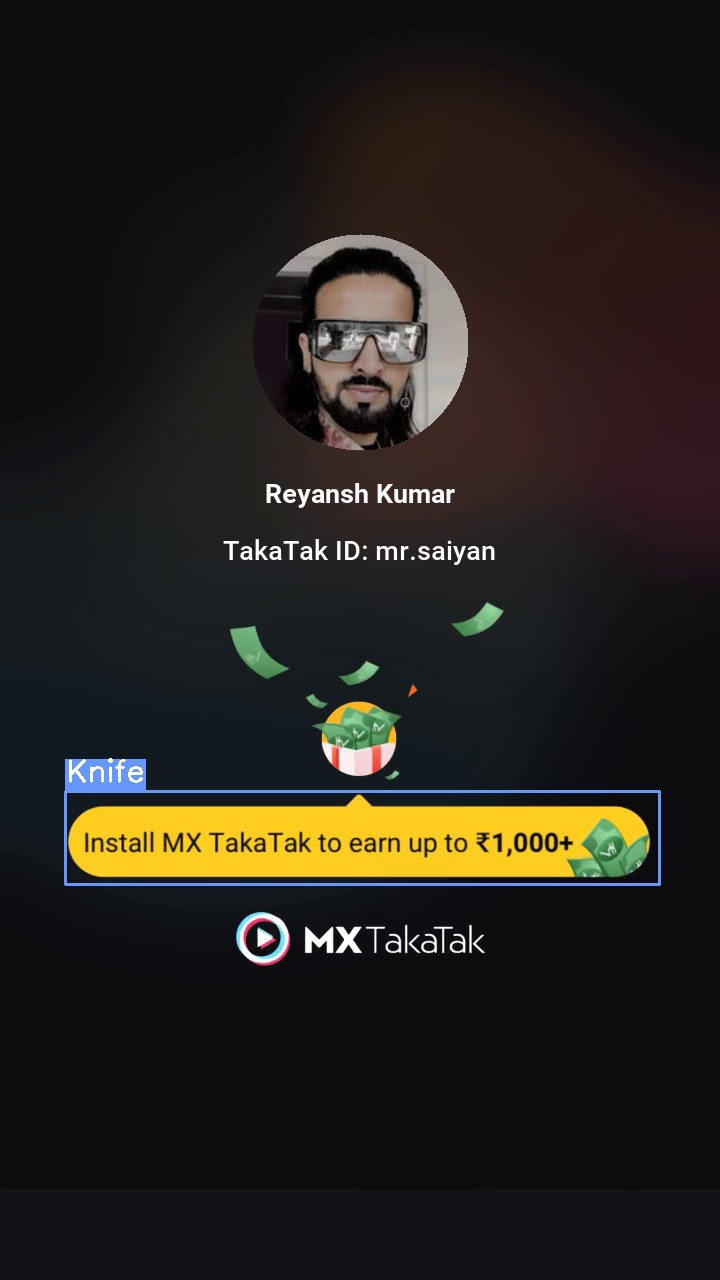 Reyansh Kumar
TakaTak ID: mr.saiyan
Knife
Install MX TakaTak to earn up to ₹1,000+
MX TakaTak